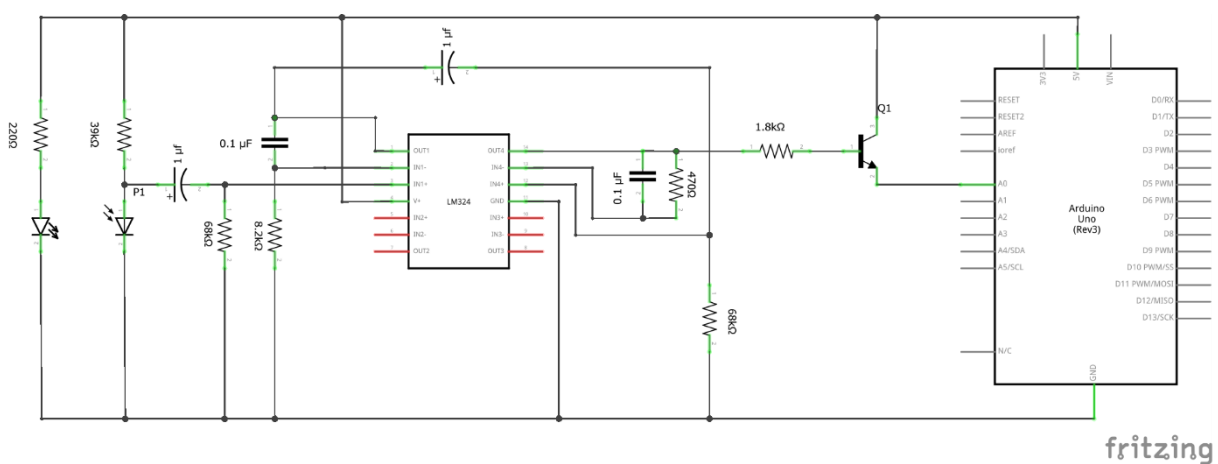 1 µf
220Ω
39kΩ
1 µf
P1
68kΩ
0.1 µF
8.2kΩ
OUT1
IN1-
IN1+
V+
IN2+
IN2-
OUT2
LM324
OUT4
IN4-
IN4+
GND
IN3+
IN3-
OUT3
0.1 µF
470Ω
68kΩ
1.8kΩ
Q1
3V3
5V
VIN
RESET
RESET2
AREF
ioref
A0
A1
A2
A3
A4/SDA
A5/SCL
N/C
Arduino
Uno
(Rev3)
D0/RX
D1/TX
D2
D3 PWM
D4
D5 PWM
D6 PWM
D7
D8
D9 PWM
D10 PWM/SS
D11 PWM/MOSI
D12/MISO
D13/SCK
GND
fritzing